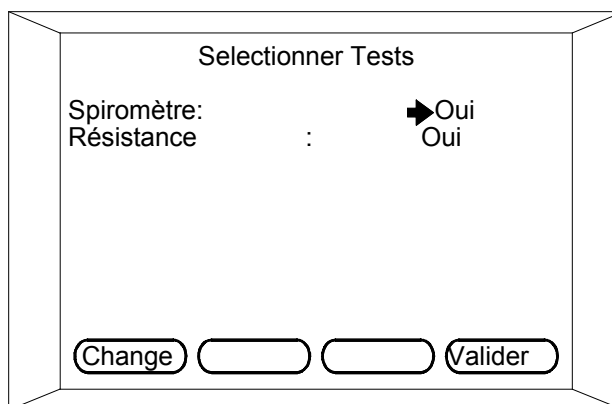 Selectionner Tests
Spiromètre: Oui
Résistance : Oui
Change Valider